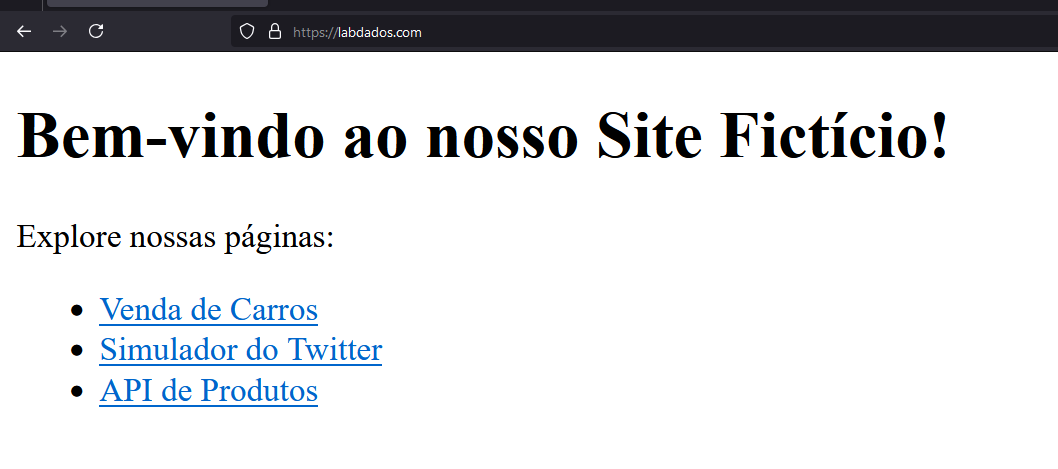 https://labdados.com
Bem-vindo ao nosso Site Fictício!
Explore nossas páginas:
Venda de Carros
Simulador do Twitter
API de Produtos